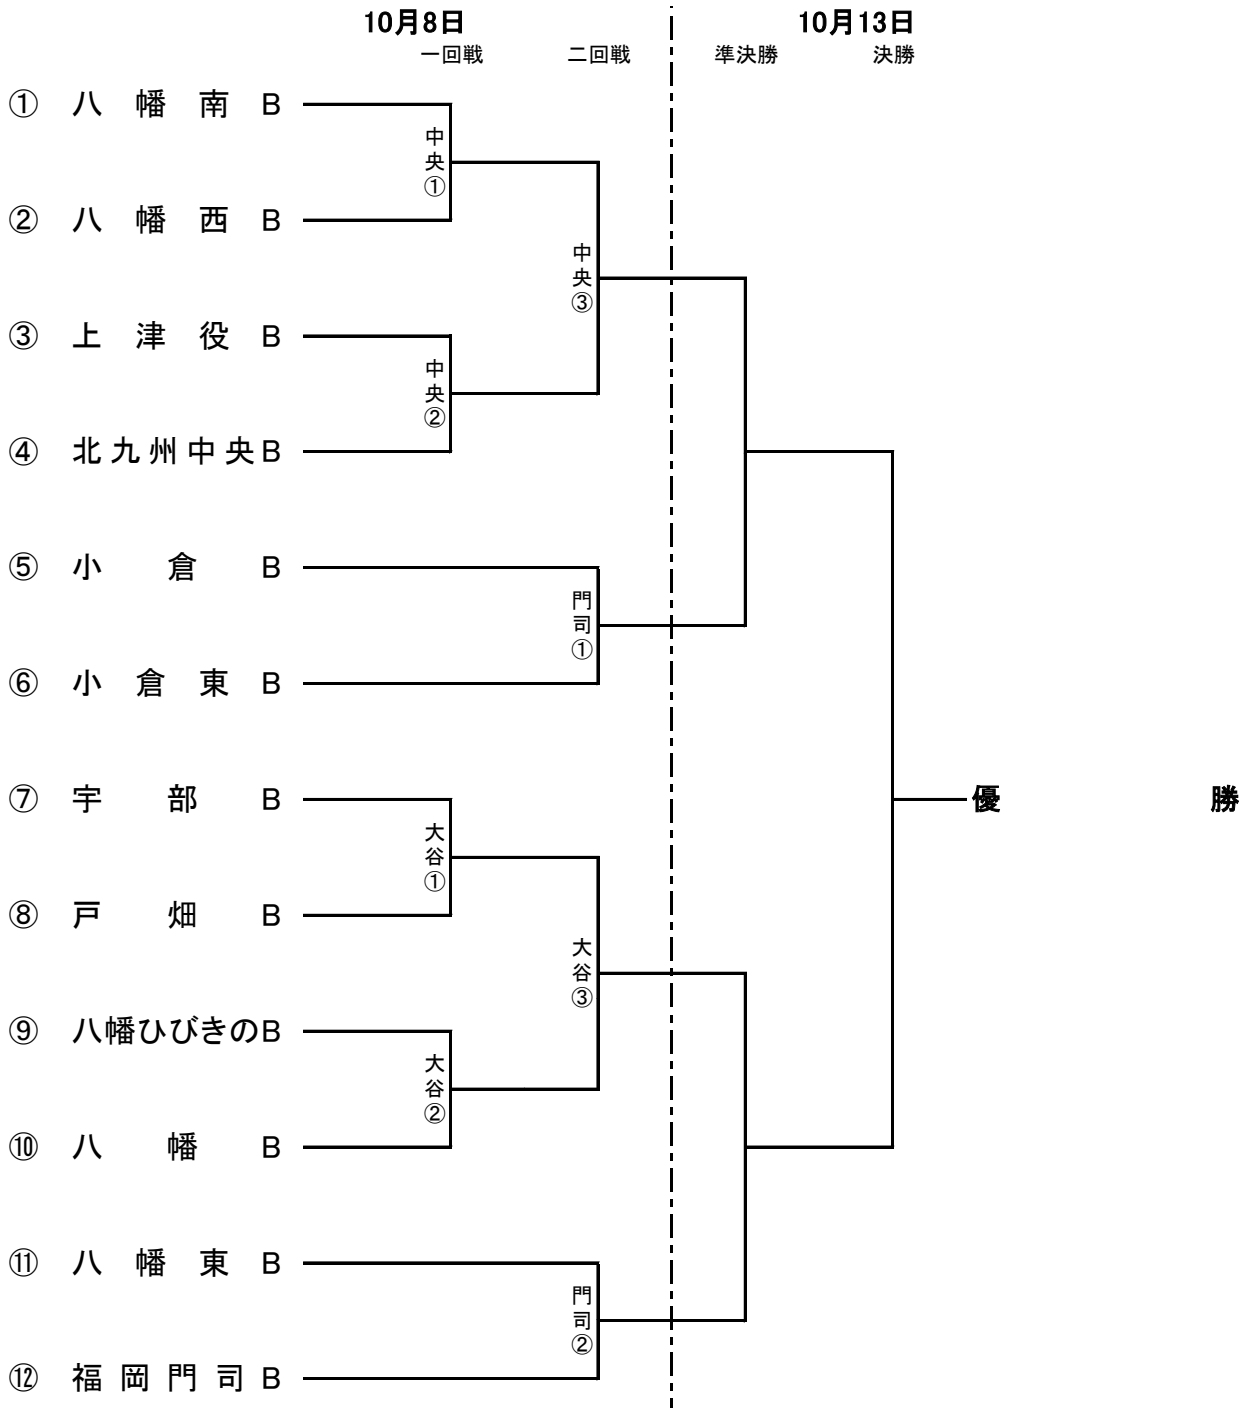 10月8日 10月13日
一回戦 二回戦 準決勝 決勝
① 八幡南 B
中央①
② 八幡西 B
中央③
③ 上津役 B
中央②
④ 北九州中央B
⑤ 小倉 B
門司①
⑥ 小倉東 B
⑦ 宇部 B
優勝
大谷①
⑧ 戸畑 B
大谷③
⑨ 八幡ひびきのB
大谷②
⑩ 八幡 B
⑪ 八幡東 B
門司②
⑫ 福岡門司 B